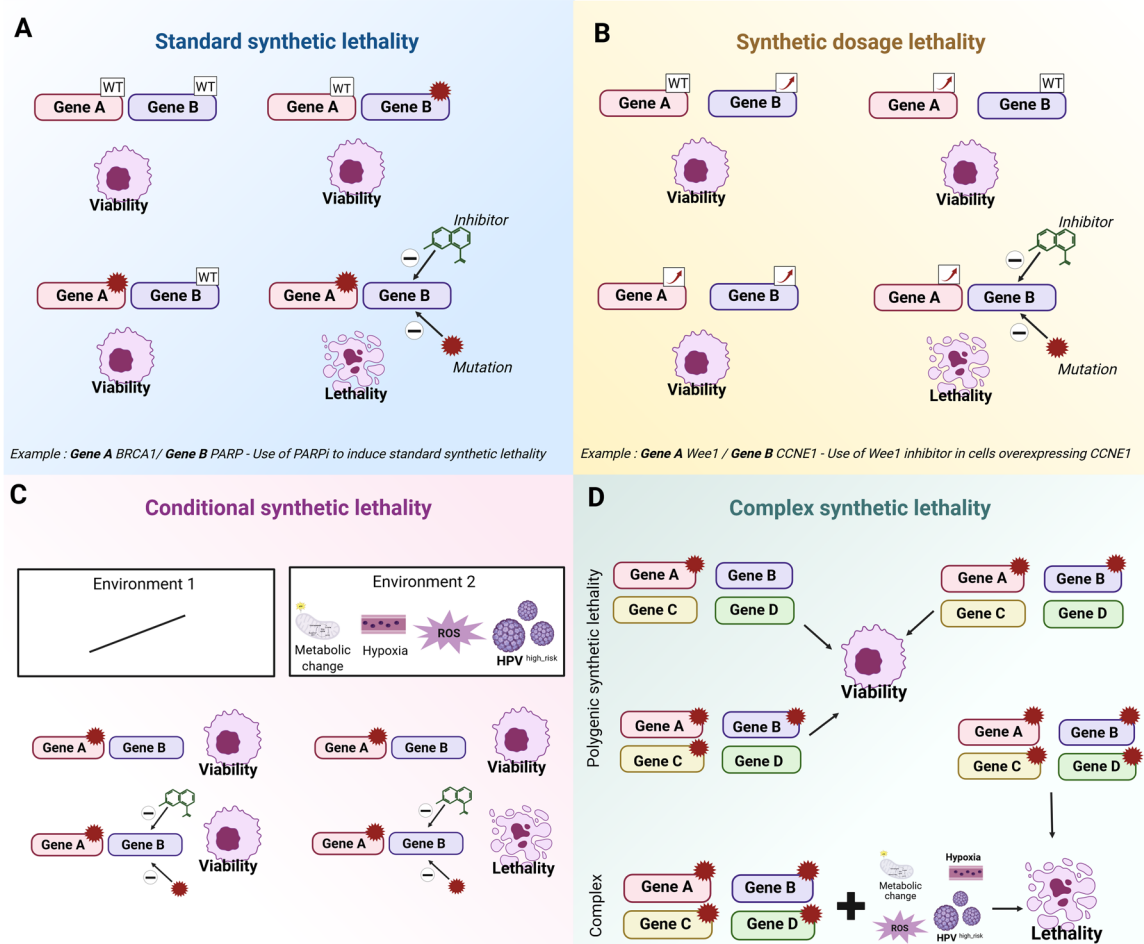 A
Standard synthetic lethality
WT
WT
WT
Gene A
Gene B
Gene A
Gene B
Viability
Viability
Inhibitor
WT
Gene A
Gene B
Gene A
Gene B
Viability
Mutation
Lethality
Example : Gene A BRCA1/ Gene B PARP - Use of PARPi to induce standard synthetic lethality
B
Synthetic dosage lethality
WT
WT
Gene A
Gene B
Gene A
Gene B
Viability
Viability
Inhibitor
Gene A
Gene B
Gene A
Gene B
Viability
Mutation
Lethality
Example : Gene A Wee1 / Gene B CCNE1 - Use of Wee1 inhibitor in cells overexpressing CCNE1
C
Conditional synthetic lethality
Environment 1
Environment 2
Metabolic
change
Hypoxia
ROS
HPV high_risk
Gene A
Gene B
Viability
Gene A
Gene B
Viability
Gene A
Gene B
Viability
Gene A
Gene B
Lethality
D
Complex synthetic lethality
Polygenic synthetic lethality
Gene A
Gene B
Gene C
Gene D
Gene A
Gene B
Gene C
Gene D
Viability
Gene A
Gene B
Gene C
Gene D
Gene A
Gene B
Gene C
Gene D
Complex
Gene A
Gene B
Gene C
Gene D
Metabolic
change
Hypoxia
ROS
HPV high_risk
Lethality